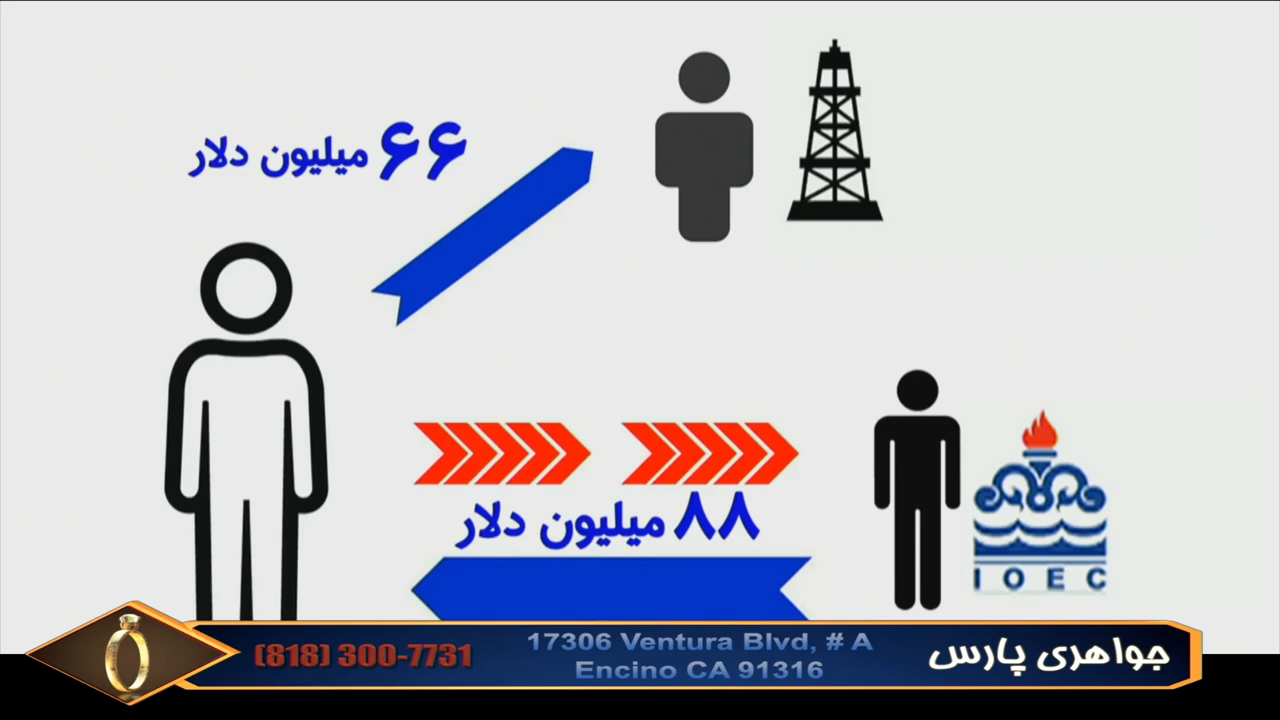 ۶۶ میلیون دلار
۸۸ میلیون دلار
IOEC
(818) 300-7731
17306 Ventura Blvd, # A
Encino CA 91316
جواهری پارس